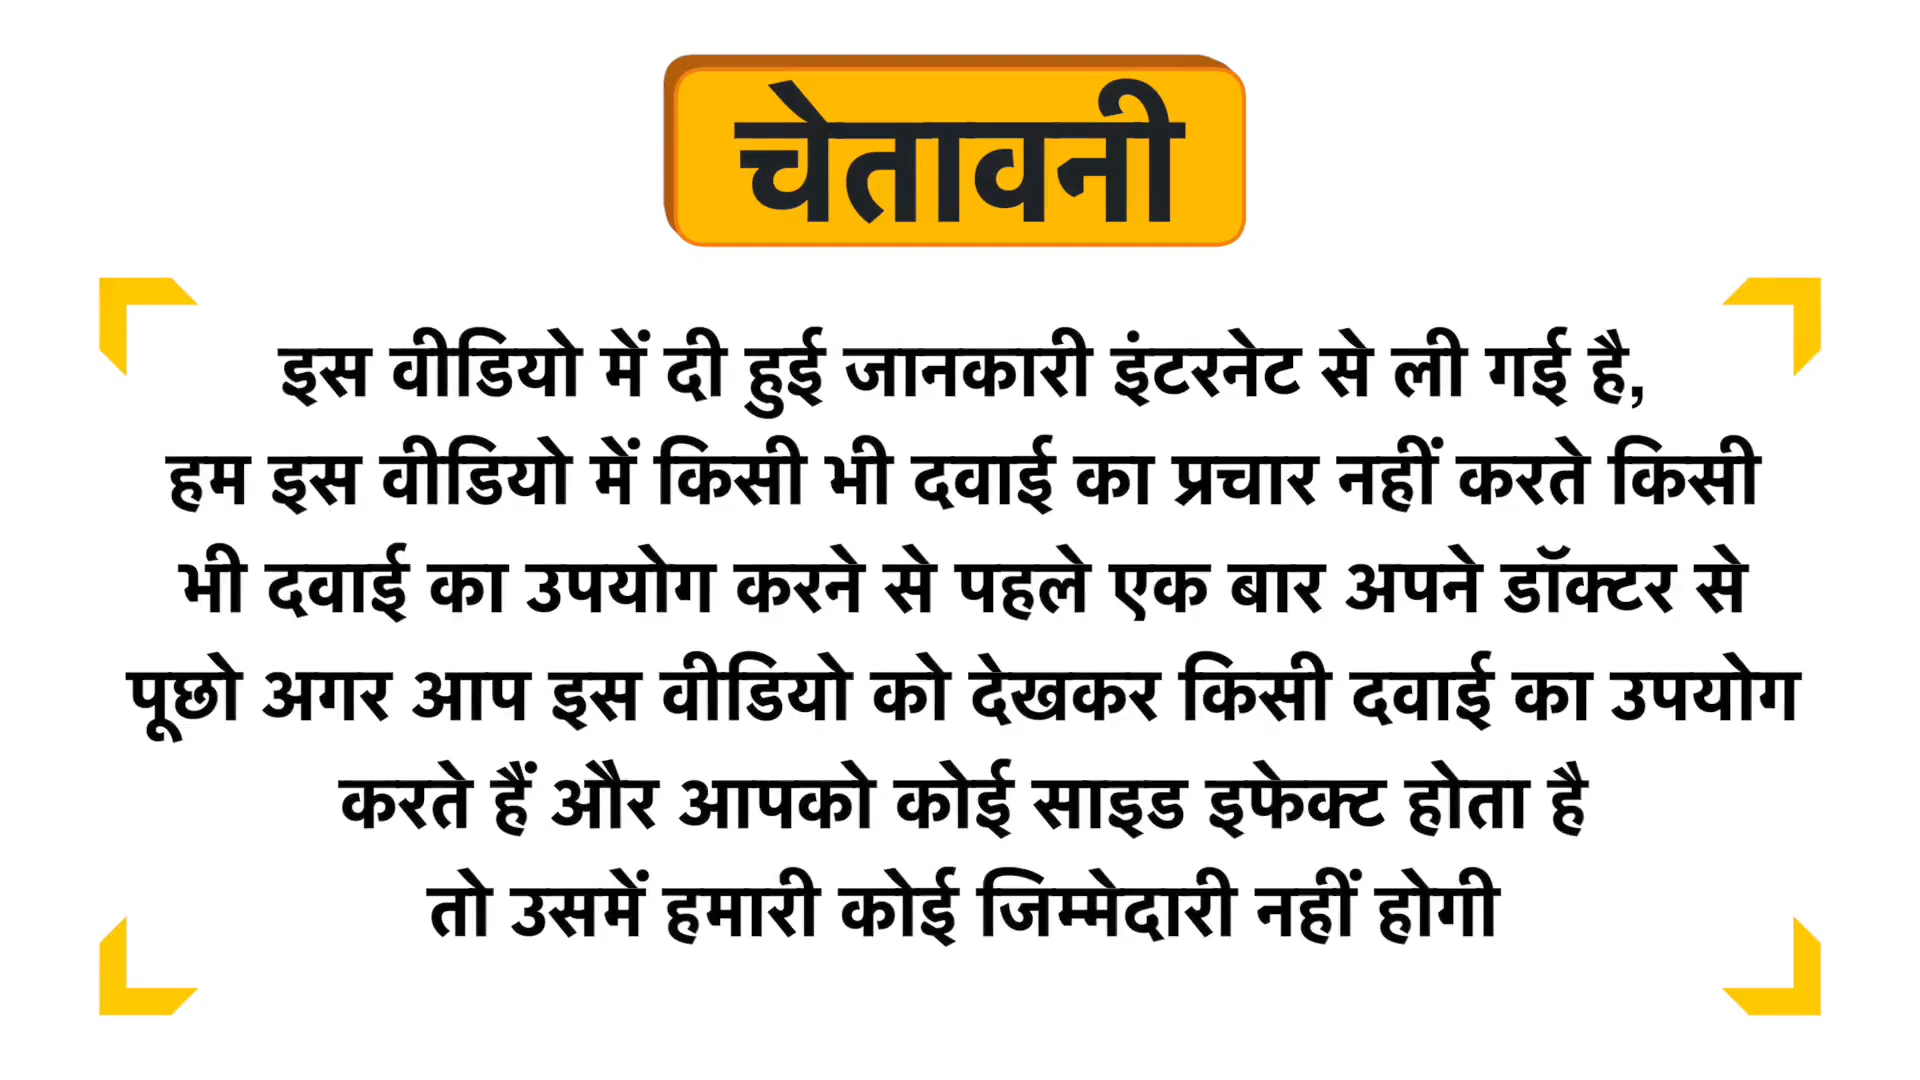 चेतावनी
इस वीडियो में दी हुई जानकारी इंटरनेट से ली गई है,
हम इस वीडियो में किसी भी दवाई का प्रचार नहीं करते किसी
भी दवाई का उपयोग करने से पहले एक बार अपने डॉक्टर से
पूछो अगर आप इस वीडियो को देखकर किसी दवाई का उपयोग
करते हैं और आपको कोई साइड इफेक्ट होता है
तो उसमें हमारी कोई जिम्मेदारी नहीं होगी